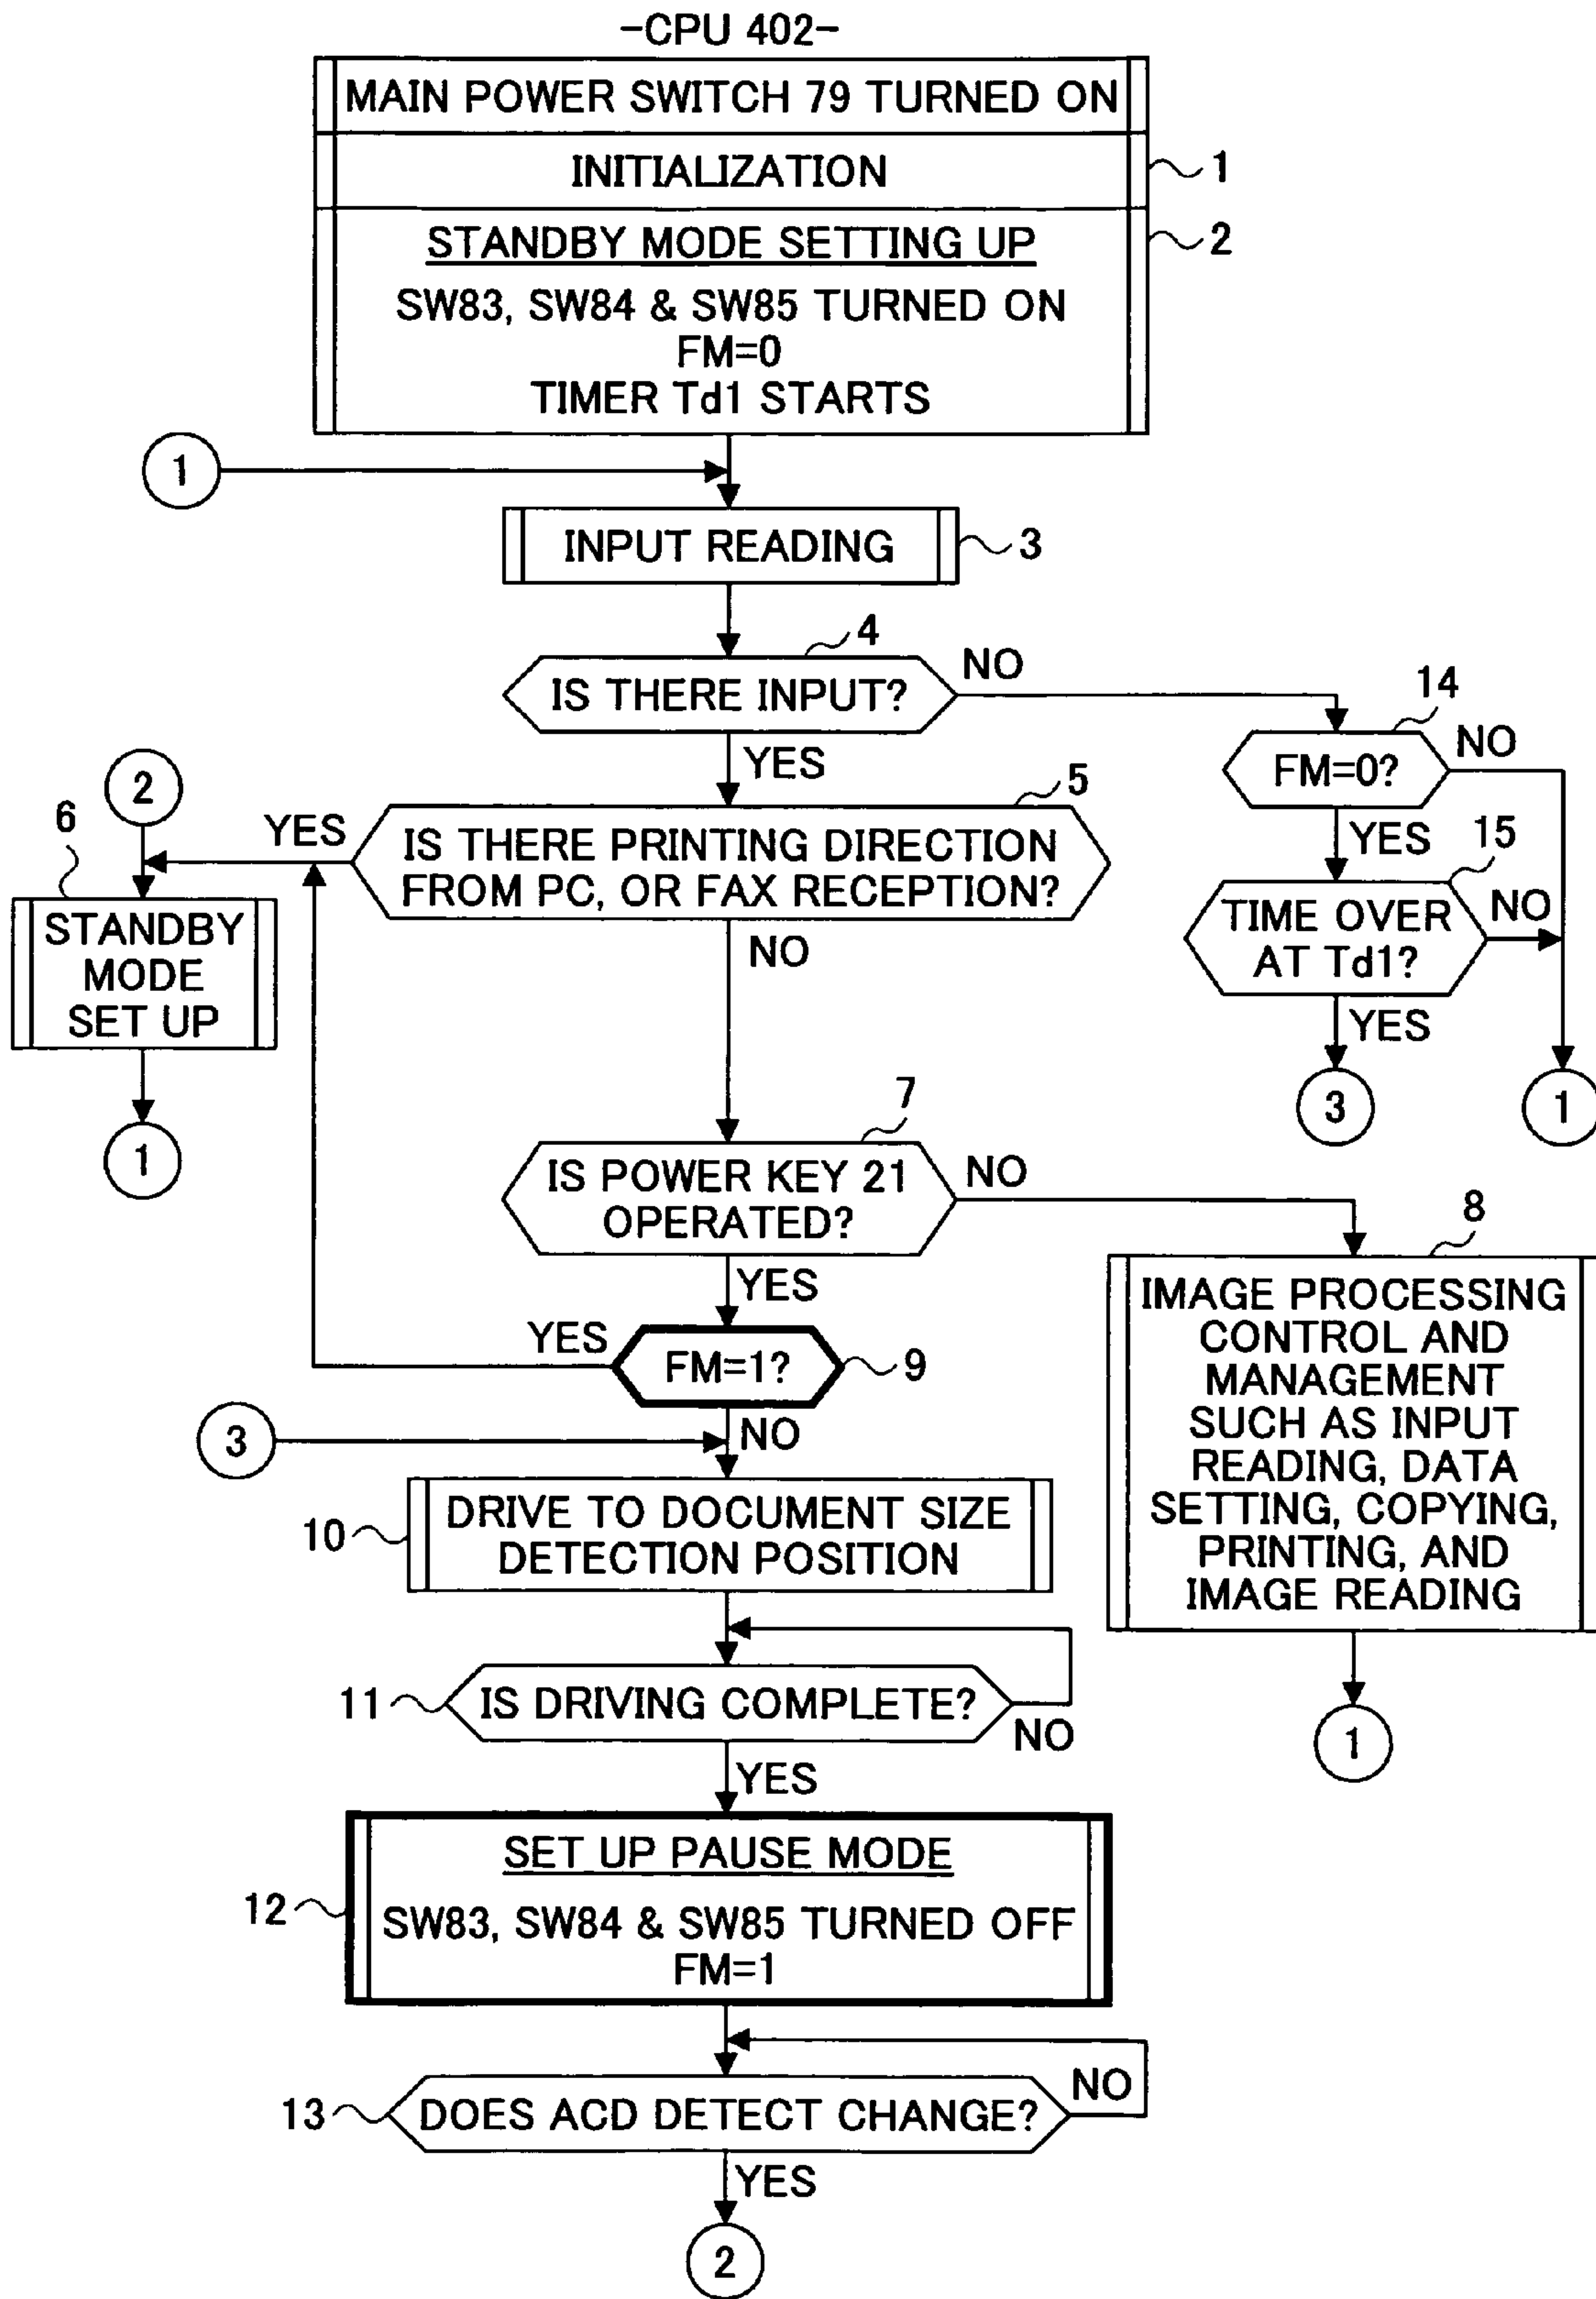 -CPU 402-
MAIN POWER SWITCH 79 TURNED ON
INITIALIZATION
1
STANDBY MODE SETTING UP
2
SW83, SW84 & SW85 TURNED ON
FM=0
TIMER Td1 STARTS
1
INPUT READING
3
4
IS THERE INPUT?
NO
YES
14
FM=0?
NO
YES
15
TIME OVER
AT Td1?
NO
YES
3
1
5
IS THERE PRINTING DIRECTION
FROM PC, OR FAX RECEPTION?
YES
NO
2
6
STANDBY
MODE
SET UP
1
7
IS POWER KEY 21
OPERATED?
NO
YES
8
IMAGE PROCESSING
CONTROL AND
MANAGEMENT
SUCH AS INPUT
READING, DATA
SETTING, COPYING,
PRINTING, AND
IMAGE READING
1
YES
FM=1?
9
NO
3
10
DRIVE TO DOCUMENT SIZE
DETECTION POSITION
11
IS DRIVING COMPLETE?
NO
YES
12
SET UP PAUSE MODE
SW83, SW84 & SW85 TURNED OFF
FM=1
13
DOES ACD DETECT CHANGE?
NO
YES
2